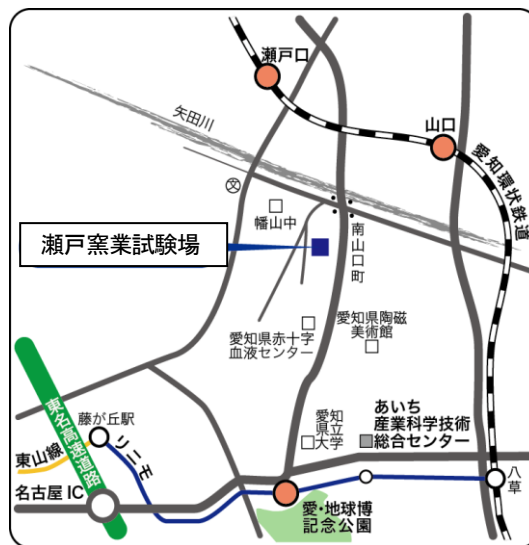 瀬戸口
矢田川
山口
愛知環状鉄道
文
幡山中
南山口町
瀬戸窯業試験場
愛知県赤十字
血液センター
愛知県陶磁
美術館
東名高速道路
藤が丘駅
リニモ
東山線
名古屋IC
愛知
県立
大学
あいち
産業科学技術
総合センター
八草
愛・地球博
記念公園